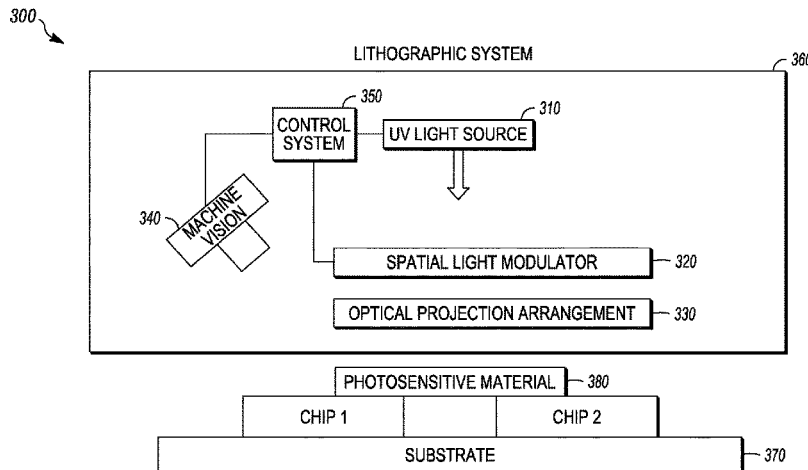 300
LITHOGRAPHIC SYSTEM
360
350
310
CONTROL
SYSTEM
UV LIGHT SOURCE
340
MACHINE
VISION
SPATIAL LIGHT MODULATOR
320
OPTICAL PROJECTION ARRANGEMENT
330
PHOTOSENSITIVE MATERIAL
380
CHIP 1
CHIP 2
SUBSTRATE
370